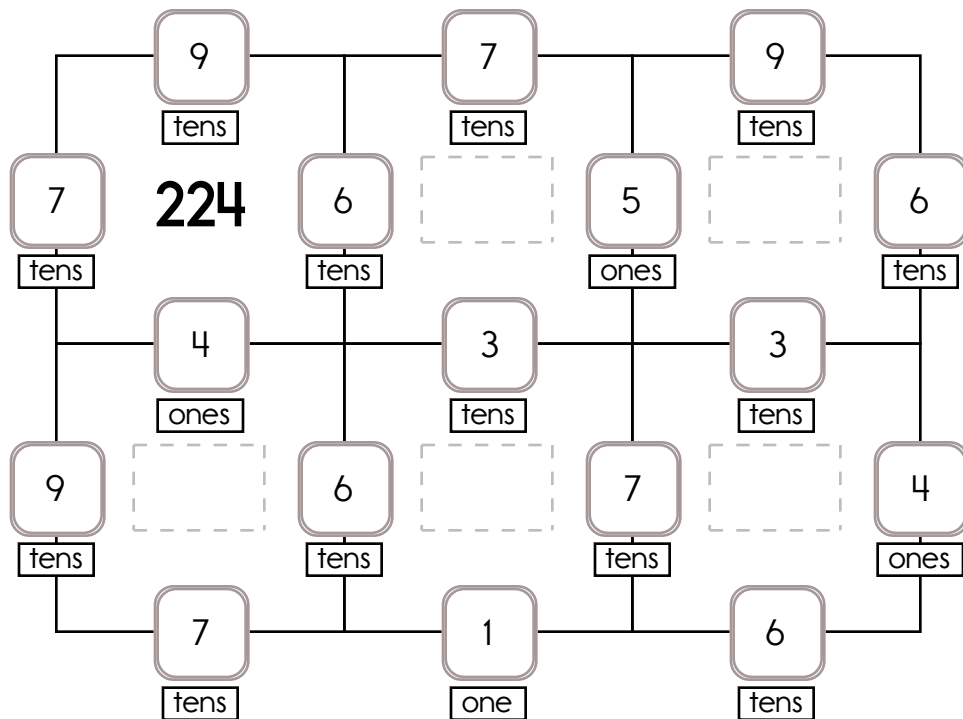 9 7 9
tens tens tens
7 224 6 5 6
tens tens ones tens
4 3 3
ones tens tens
9 6 7 4
tens tens tens ones
7 1 6
tens one tens